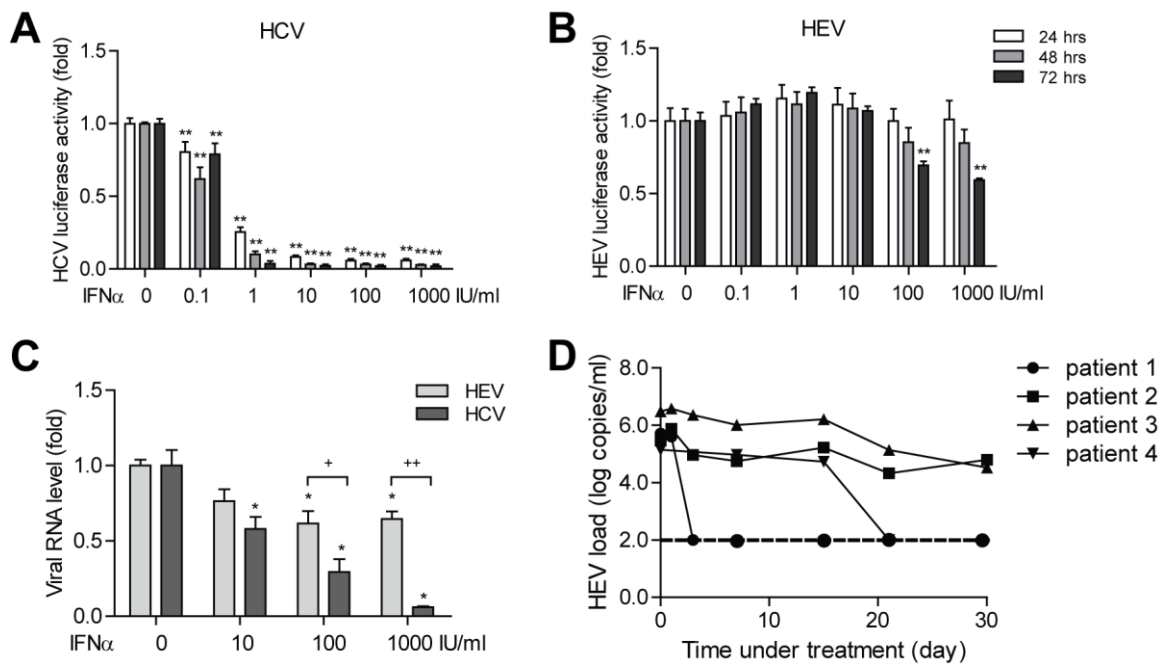 A
HCV
HCV luciferase activity (fold)
1.5
1.0
0.5
0.0
** ** **
** ** **
** ** **
** ** **
** ** **
IFNα 0 0.1 1 10 100 1000 IU/ml
B
HEV
24 hrs
48 hrs
72 hrs
HEV luciferase activity (fold)
1.5
1.0
0.5
0.0
**
**
IFNα 0 0.1 1 10 100 1000 IU/ml
C
HEV
HCV
Viral RNA level (fold)
1.5
1.0
0.5
0.0
*
+
* *
++
* *
IFNα 0 10 100 1000 IU/ml
D
patient 1
patient 2
patient 3
patient 4
HEV load (log copies/ml)
8.0
6.0
4.0
2.0
0.0
0 10 20 30
Time under treatment (day)